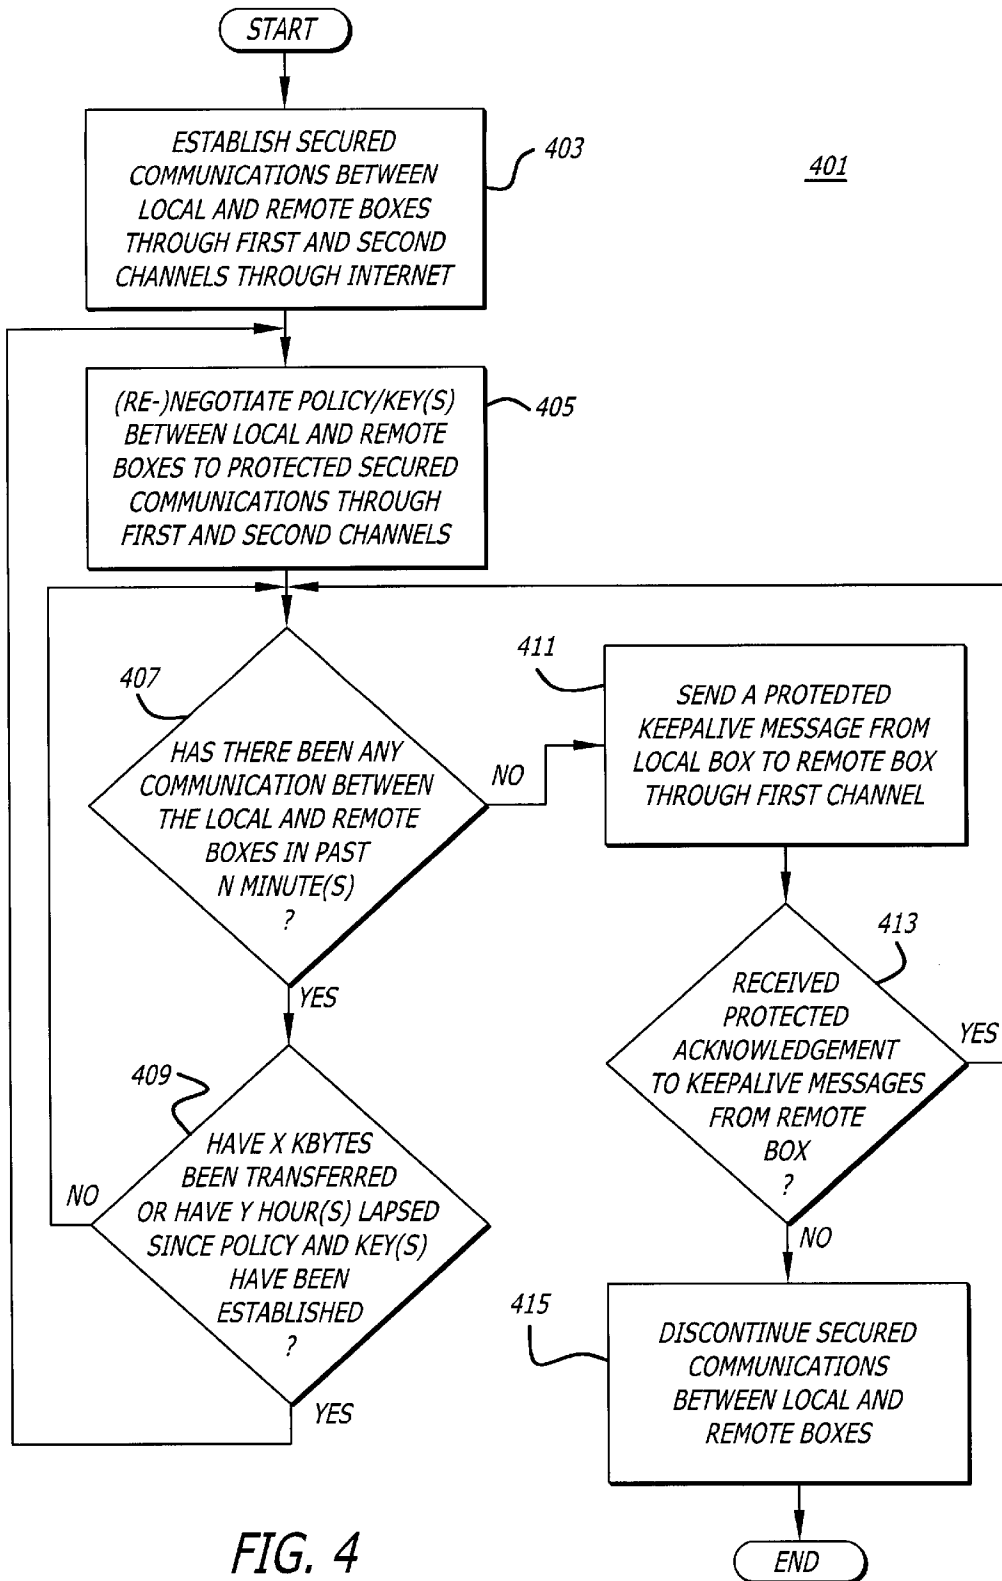 START
ESTABLISH SECURED
COMMUNICATIONS BETWEEN
LOCAL AND REMOTE BOXES
THROUGH FIRST AND SECOND
CHANNELS THROUGH INTERNET
403
401
(RE-)NEGOTIATE POLICY/KEY(S)
BETWEEN LOCAL AND REMOTE
BOXES TO PROTECTED SECURED
COMMUNICATIONS THROUGH
FIRST AND SECOND CHANNELS
405
407
HAS THERE BEEN ANY
COMMUNICATION BETWEEN
THE LOCAL AND REMOTE
BOXES IN PAST
N MINUTE(S)
?
NO
YES
411
SEND A PROTEDTED
KEEPALIVE MESSAGE FROM
LOCAL BOX TO REMOTE BOX
THROUGH FIRST CHANNEL
413
RECEIVED
PROTECTED
ACKNOWLEDGEMENT
TO KEEPALIVE MESSAGES
FROM REMOTE
BOX
?
YES
NO
409
HAVE X KBYTES
BEEN TRANSFERRED
OR HAVE Y HOUR(S) LAPSED
SINCE POLICY AND KEY(S)
HAVE BEEN
ESTABLISHED
?
NO
YES
415
DISCONTINUE SECURED
COMMUNICATIONS
BETWEEN LOCAL AND
REMOTE BOXES
END
FIG. 4